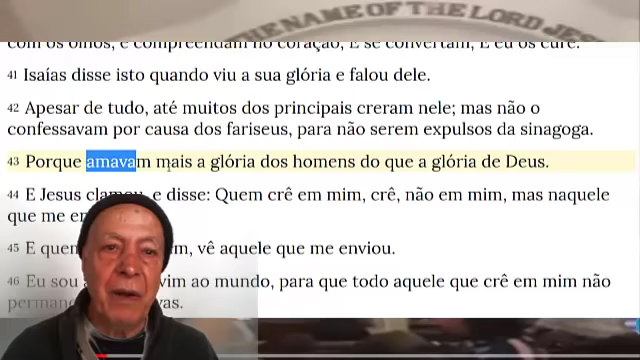 THE NAME OF THE LORD JES
com os olhos, e compreendam no coração, E se convertam, E eu os cure.
41 Isaías disse isto quando viu a sua glória e falou dele.
42 Apesar de tudo, até muitos dos principais creram nele; mas não o
confessavam por causa dos fariseus, para não serem expulsos da sinagoga.
43 Porque amavam mais a glória dos homens do que a glória de Deus.
44 E Jesus clamou, e disse: Quem crê em mim, crê, não em mim, mas naquele
que me
45 E quem vê aquele que me enviou.
46 Eu sou vim ao mundo, para que todo aquele que crê em mim não